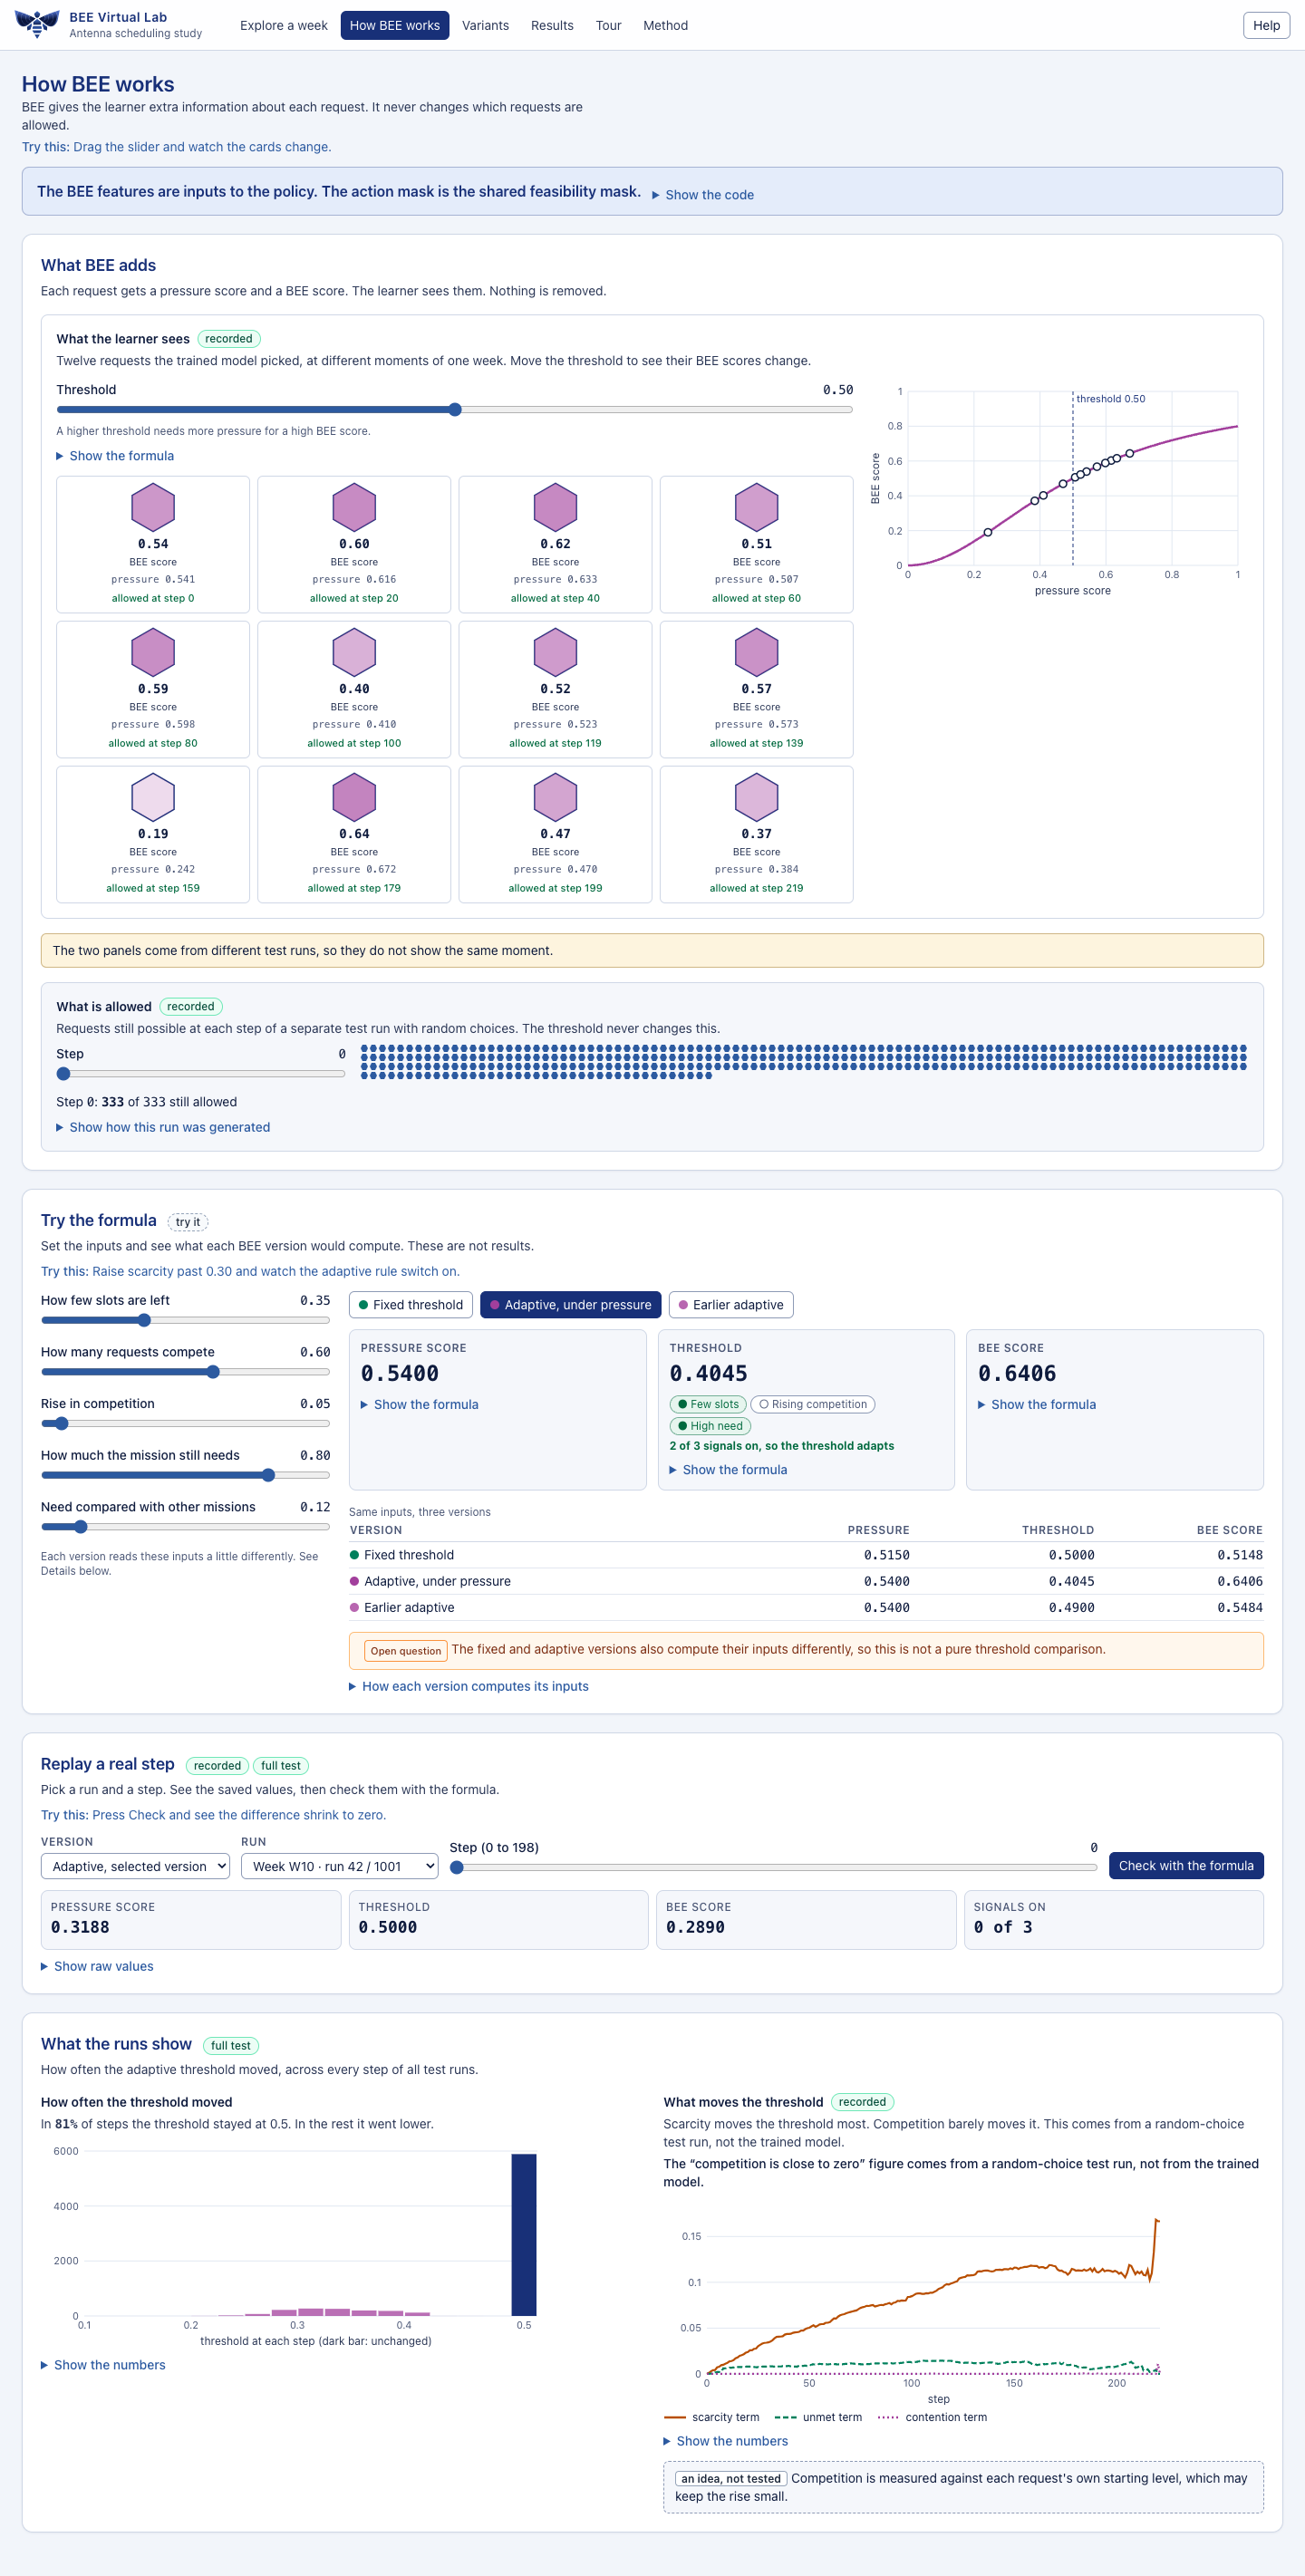 BEE Virtual Lab
Antenna scheduling study
Explore a week
How BEE works
Variants
Results
Tour
Method
Help
How BEE works
BEE gives the learner extra information about each request. It never changes which requests are
allowed.
Try this: Drag the slider and watch the cards change.
The BEE features are inputs to the policy. The action mask is the shared feasibility mask. ▶ Show the code
What BEE adds
Each request gets a pressure score and a BEE score. The learner sees them. Nothing is removed.
What the learner sees recorded
Twelve requests the trained model picked, at different moments of one week. Move the threshold to see their BEE scores change.
Threshold 0.50
A higher threshold needs more pressure for a high BEE score.
▶ Show the formula
0.54
BEE score
pressure 0.541
allowed at step 0
0.60
BEE score
pressure 0.616
allowed at step 20
0.62
BEE score
pressure 0.633
allowed at step 40
0.51
BEE score
pressure 0.507
allowed at step 60
0.59
BEE score
pressure 0.598
allowed at step 80
0.40
BEE score
pressure 0.410
allowed at step 100
0.52
BEE score
pressure 0.523
allowed at step 119
0.57
BEE score
pressure 0.573
allowed at step 139
0.19
BEE score
pressure 0.242
allowed at step 159
0.64
BEE score
pressure 0.672
allowed at step 179
0.47
BEE score
pressure 0.470
allowed at step 199
0.37
BEE score
pressure 0.384
allowed at step 219
threshold 0.50
1
0.8
0.6
0.4
0.2
0
BEE score
0 0.2 0.4 0.6 0.8 1
pressure score
The two panels come from different test runs, so they do not show the same moment.
What is allowed recorded
Requests still possible at each step of a separate test run with random choices. The threshold never changes this.
Step 0
Step 0: 333 of 333 still allowed
▶ Show how this run was generated
Try the formula try it
Set the inputs and see what each BEE version would compute. These are not results.
Try this: Raise scarcity past 0.30 and watch the adaptive rule switch on.
How few slots are left 0.35
How many requests compete 0.60
Rise in competition 0.05
How much the mission still needs 0.80
Need compared with other missions 0.12
Each version reads these inputs a little differently. See
Details below.
Fixed threshold
Adaptive, under pressure
Earlier adaptive
PRESSURE SCORE
0.5400
▶ Show the formula
THRESHOLD
0.4045
Few slots
Rising competition
High need
2 of 3 signals on, so the threshold adapts
▶ Show the formula
BEE SCORE
0.6406
▶ Show the formula
Same inputs, three versions
VERSION PRESSURE THRESHOLD BEE SCORE
Fixed threshold 0.5150 0.5000 0.5148
Adaptive, under pressure 0.5400 0.4045 0.6406
Earlier adaptive 0.5400 0.4900 0.5484
Open question The fixed and adaptive versions also compute their inputs differently, so this is not a pure threshold comparison.
▶ How each version computes its inputs
Replay a real step recorded full test
Pick a run and a step. See the saved values, then check them with the formula.
Try this: Press Check and see the difference shrink to zero.
VERSION
Adaptive, selected version
RUN
Week W10 · run 42 / 1001
Step (0 to 198) 0
Check with the formula
PRESSURE SCORE
0.3188
THRESHOLD
0.5000
BEE SCORE
0.2890
SIGNALS ON
0 of 3
▶ Show raw values
What the runs show full test
How often the adaptive threshold moved, across every step of all test runs.
How often the threshold moved
In 81% of steps the threshold stayed at 0.5. In the rest it went lower.
6000
4000
2000
0
0.1 0.2 0.3 0.4 0.5
threshold at each step (dark bar: unchanged)
▶ Show the numbers
What moves the threshold recorded
Scarcity moves the threshold most. Competition barely moves it. This comes from a random-choice
test run, not the trained model.
The “competition is close to zero” figure comes from a random-choice test run, not from the trained
model.
0.15
0.1
0.05
0
0 50 100 150 200
step
scarcity term unmet term contention term
▶ Show the numbers
an idea, not tested Competition is measured against each request's own starting level, which may
keep the rise small.